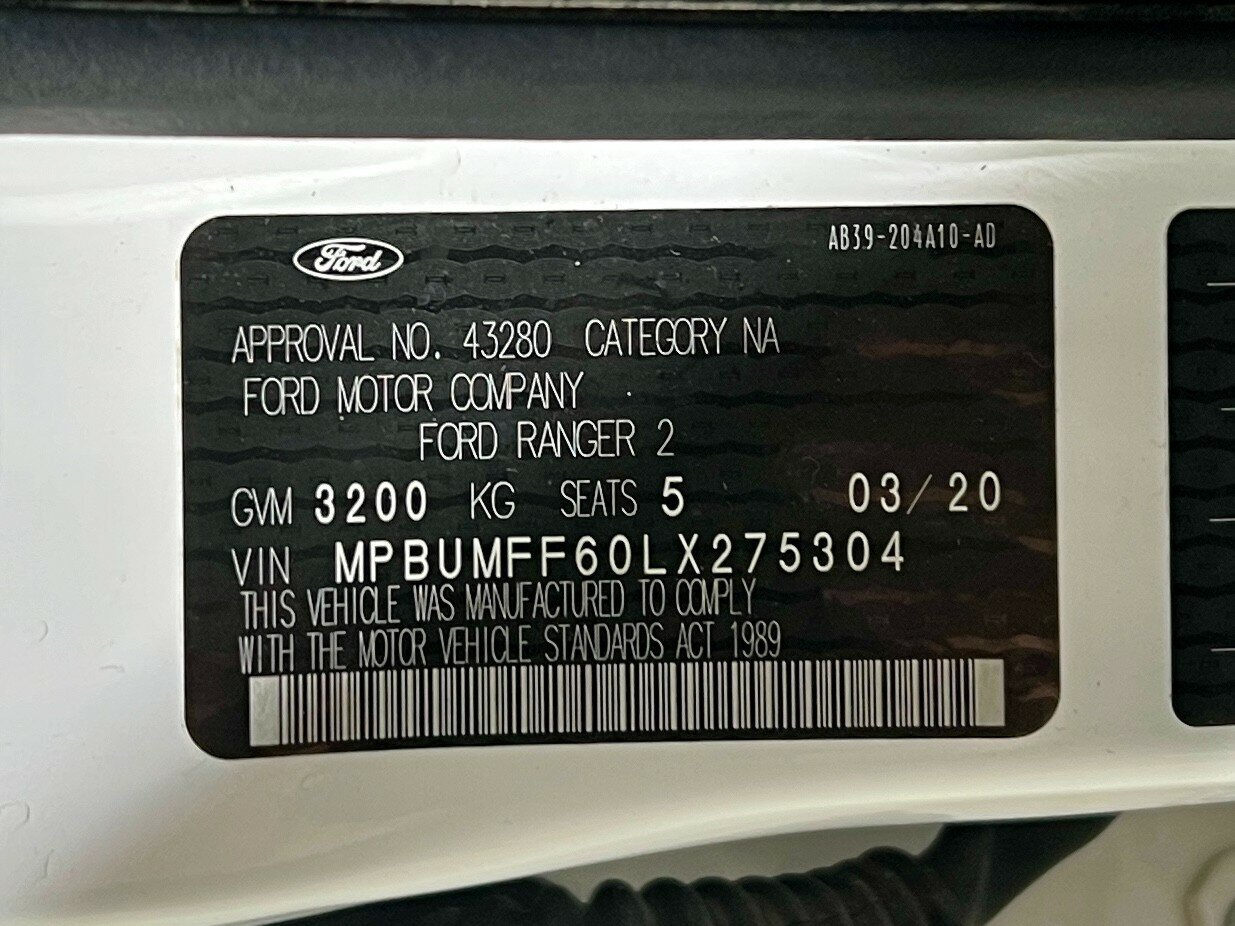 Ford
AB39-204A10-AD
APPROVAL NO. 43280 CATEGORY NA
FORD MOTOR COMPANY
FORD RANGER 2
GVM 3200 KG SEATS 5 03/20
VIN MPBUMFF60LX275304
THIS VEHICLE WAS MANUFACTURED TO COMPLY
WITH THE MOTOR VEHICLE STANDARDS ACT 1989